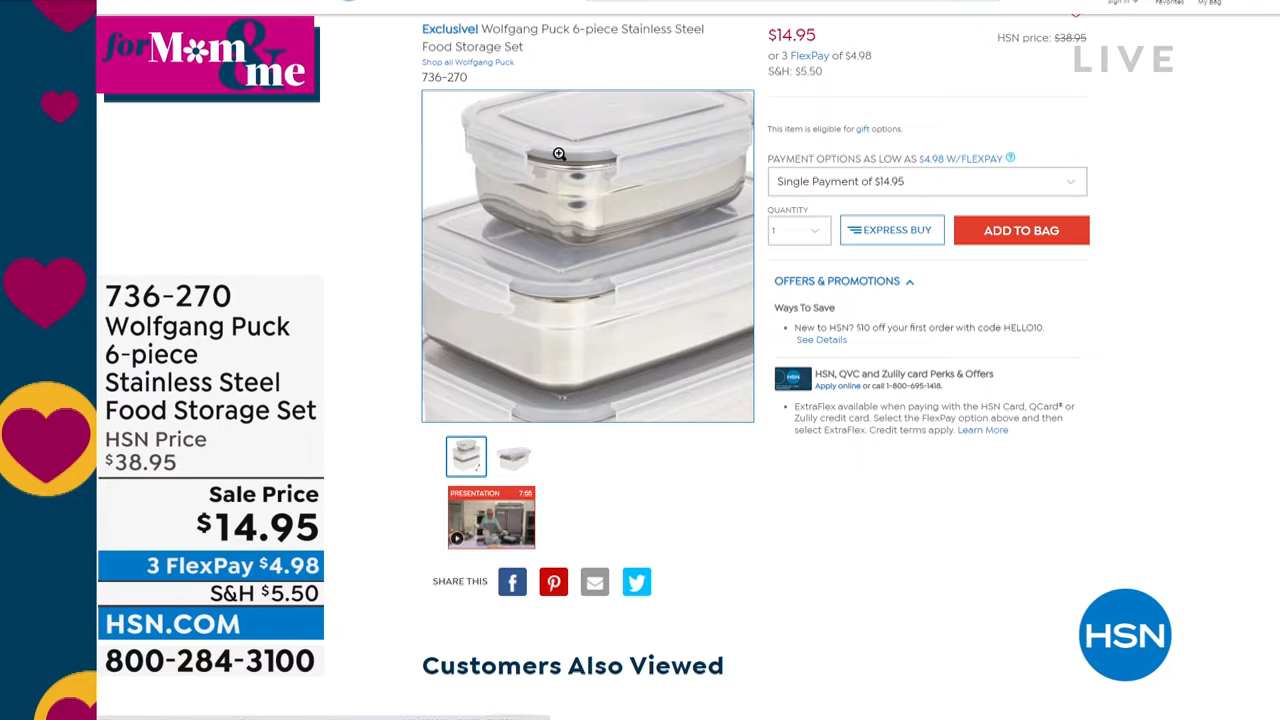 for Mom
&
me
736-270
Wolfgang Puck
6-piece
Stainless Steel
Food Storage Set
HSN Price
$38.95
Sale Price
$14.95
3 FlexPay $4.98
S&H $5.50
HSN.COM
800-284-3100
Exclusive! Wolfgang Puck 6-piece Stainless Steel
Food Storage Set
Shop all Wolfgang Puck
736-270
PRESENTATION 7:56
SHARE THIS
Customers Also Viewed
Sign In
Favorites
My Bag
$14.95
HSN price: $38.95
or 3 FlexPay of $4.98
S&H: $5.50
LIVE
This item is eligible for gift options.
PAYMENT OPTIONS AS LOW AS $4.98 W/FLEXPAY
Single Payment of $14.95
QUANTITY
1
EXPRESS BUY
ADD TO BAG
OFFERS & PROMOTIONS
Ways To Save
• New to HSN? $10 off your first order with code HELLO10.
See Details
HSN
HSN, QVC and Zulily card Perks & Offers
Apply online or call 1-800-695-1418.
• ExtraFlex available when paying with the HSN Card, QCard® or
Zulily credit card. Select the FlexPay option above and then
select ExtraFlex. Credit terms apply. Learn More
HSN